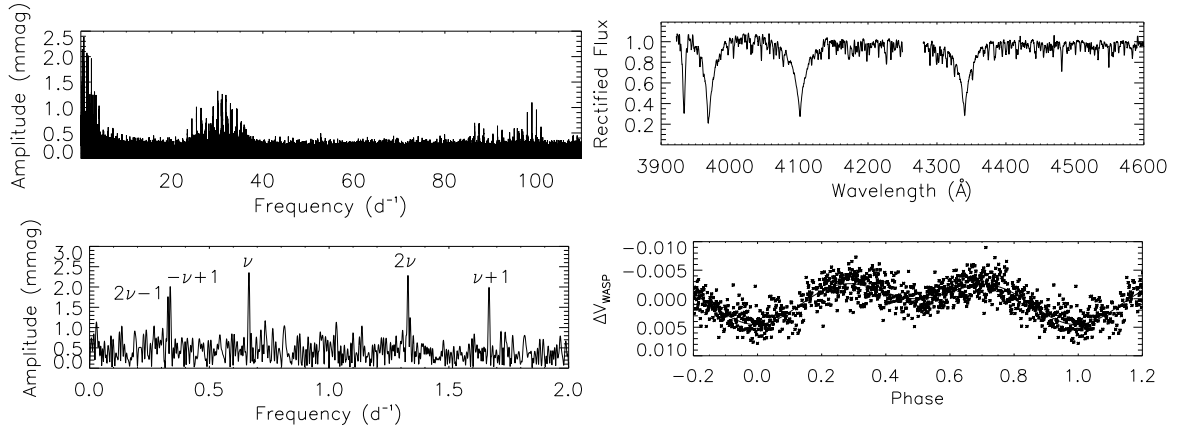 Amplitude (mmag)
2.5
2.0
1.5
1.0
0.5
0.0
20 40 60 80 100
Frequency (d⁻¹)
Rectified Flux
1.0
0.8
0.6
0.4
0.2
3900 4000 4100 4200 4300 4400 4500 4600
Wavelength (Å)
Amplitude (mmag)
3.0
2.5
2.0
1.5
1.0
0.5
0.0
2ν−1
−ν+1
ν
2ν
ν+1
0.0 0.5 1.0 1.5 2.0
Frequency (d⁻¹)
ΔV_WASP
−0.010
−0.005
0.000
0.005
0.010
−0.2 0.0 0.2 0.4 0.6 0.8 1.0 1.2
Phase